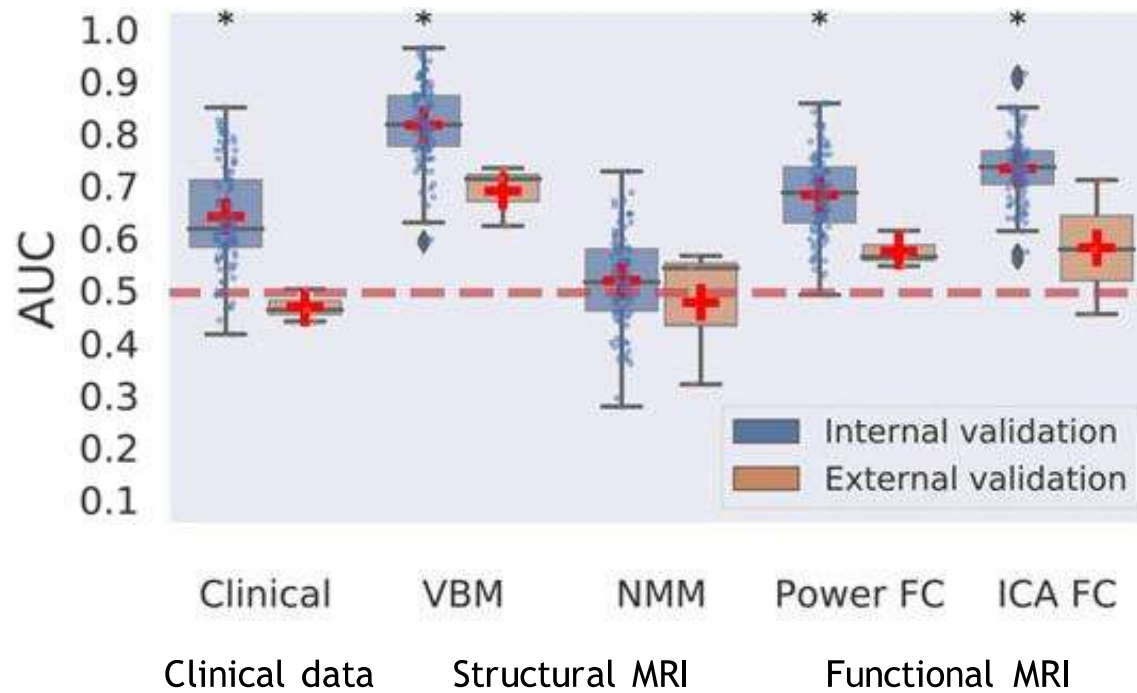 * * * *
1.0
0.9
0.8
0.7
0.6
0.5
0.4
0.3
0.2
0.1
AUC
Internal validation
External validation
Clinical VBM NMM Power FC ICA FC
Clinical data Structural MRI Functional MRI